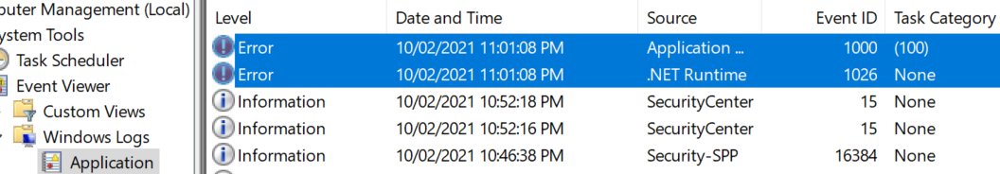 puter Management (Local)
ystem Tools
Task Scheduler
Event Viewer
Custom Views
Windows Logs
Application
Level Date and Time Source Event ID Task Category
Error 10/02/2021 11:01:08 PM Application ... 1000 (100)
Error 10/02/2021 11:01:08 PM .NET Runtime 1026 None
Information 10/02/2021 10:52:18 PM SecurityCenter 15 None
Information 10/02/2021 10:52:16 PM SecurityCenter 15 None
Information 10/02/2021 10:46:38 PM Security-SPP 16384 None